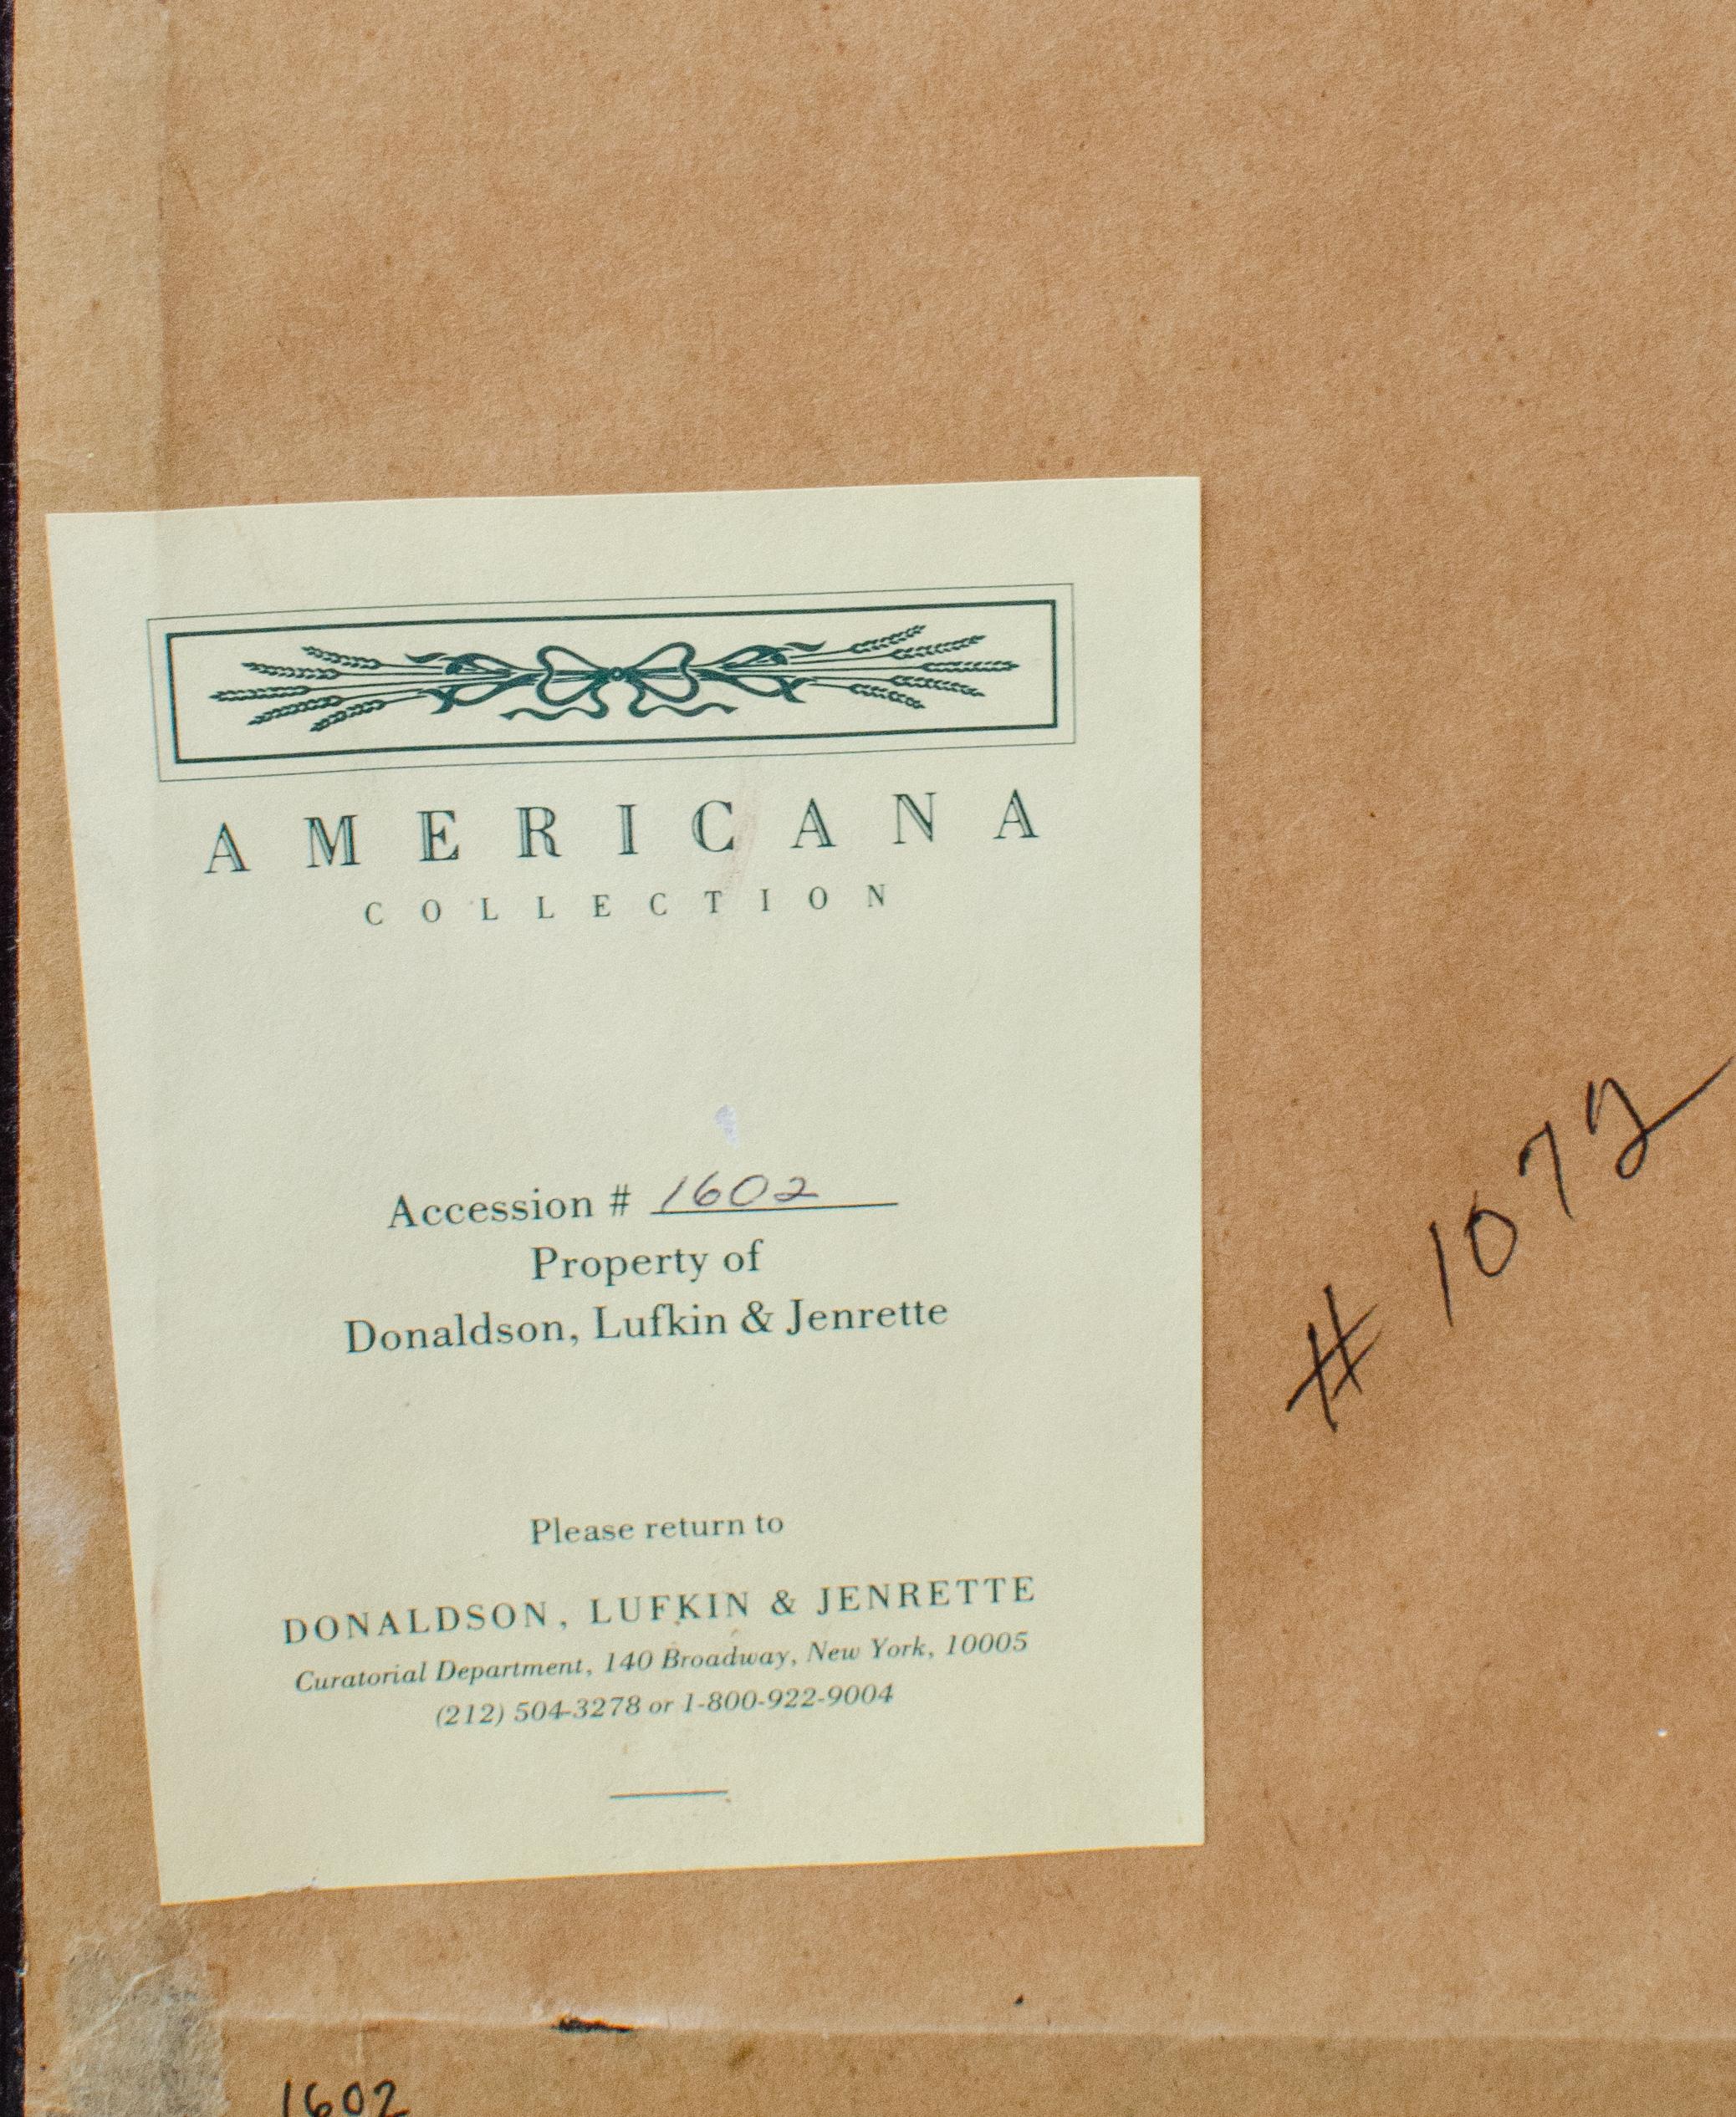 AMERICANA
COLLECTION
Accession # 1602
Property of
Donaldson, Lufkin & Jenrette
Please return to
DONALDSON, LUFKIN & JENRETTE
Curatorial Department, 140 Broadway, New York, 10005
(212) 504-3278 or 1-800-922-9004
# 1072
1602